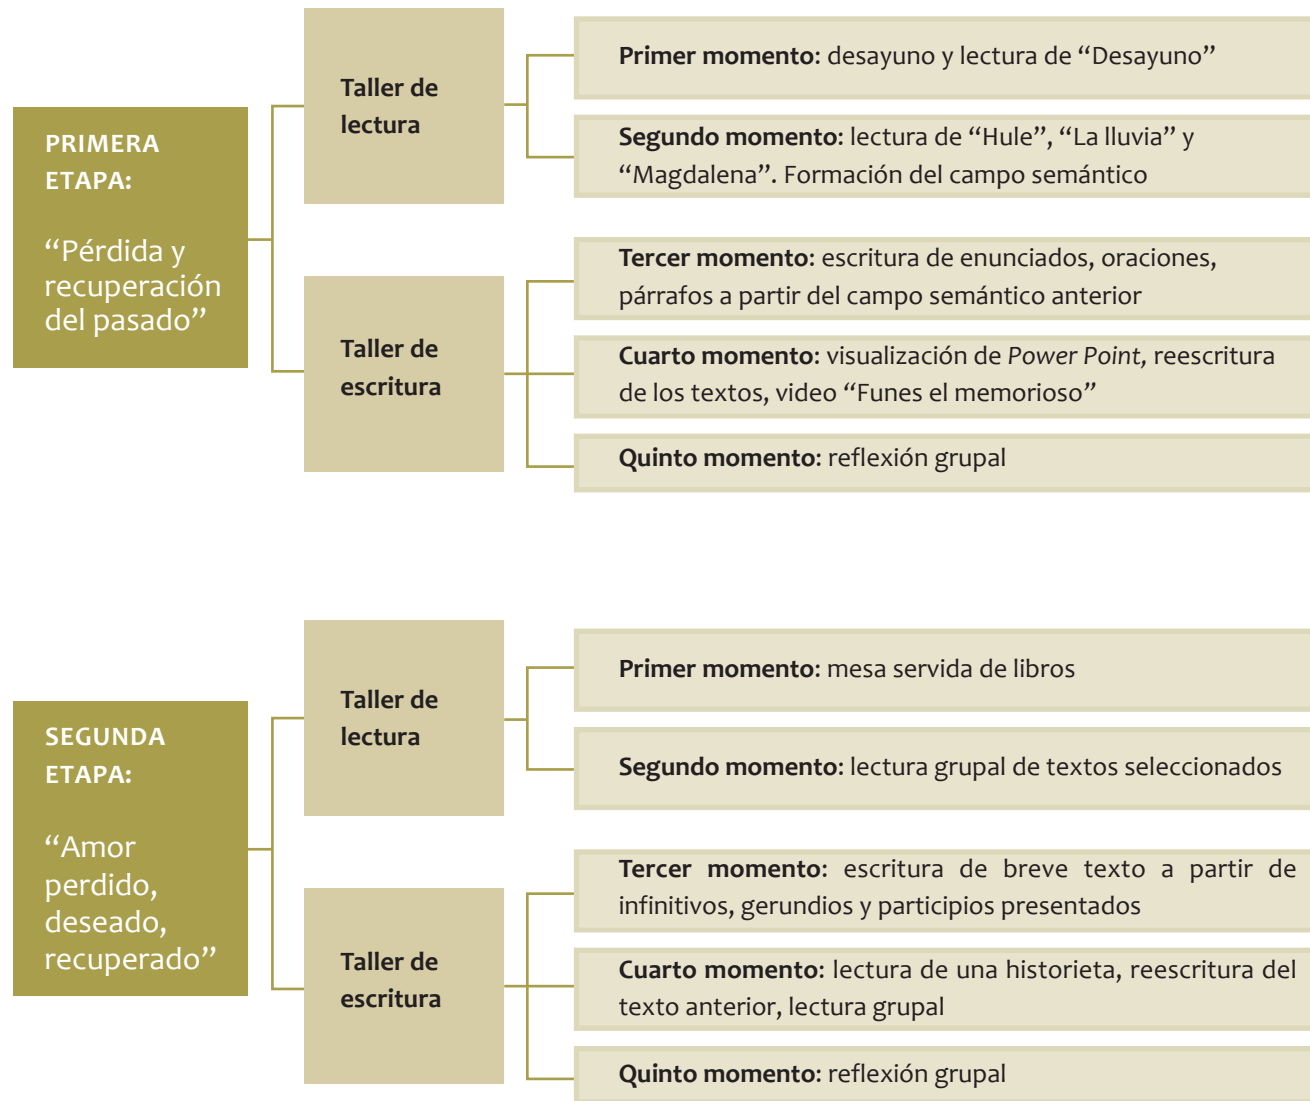 PRIMERA
ETAPA:
“Pérdida y
recuperación
del pasado”
Taller de
lectura
Primer momento: desayuno y lectura de “Desayuno”
Segundo momento: lectura de “Hule”, “La lluvia” y
“Magdalena”. Formación del campo semántico
Taller de
escritura
Tercer momento: escritura de enunciados, oraciones,
párrafos a partir del campo semántico anterior
Cuarto momento: visualización de Power Point, reescritura
de los textos, video “Funes el memorioso”
Quinto momento: reflexión grupal
SEGUNDA
ETAPA:
“Amor
perdido,
deseado,
recuperado”
Taller de
lectura
Primer momento: mesa servida de libros
Segundo momento: lectura grupal de textos seleccionados
Taller de
escritura
Tercer momento: escritura de breve texto a partir de
infinitivos, gerundios y participios presentados
Cuarto momento: lectura de una historieta, reescritura del
texto anterior, lectura grupal
Quinto momento: reflexión grupal